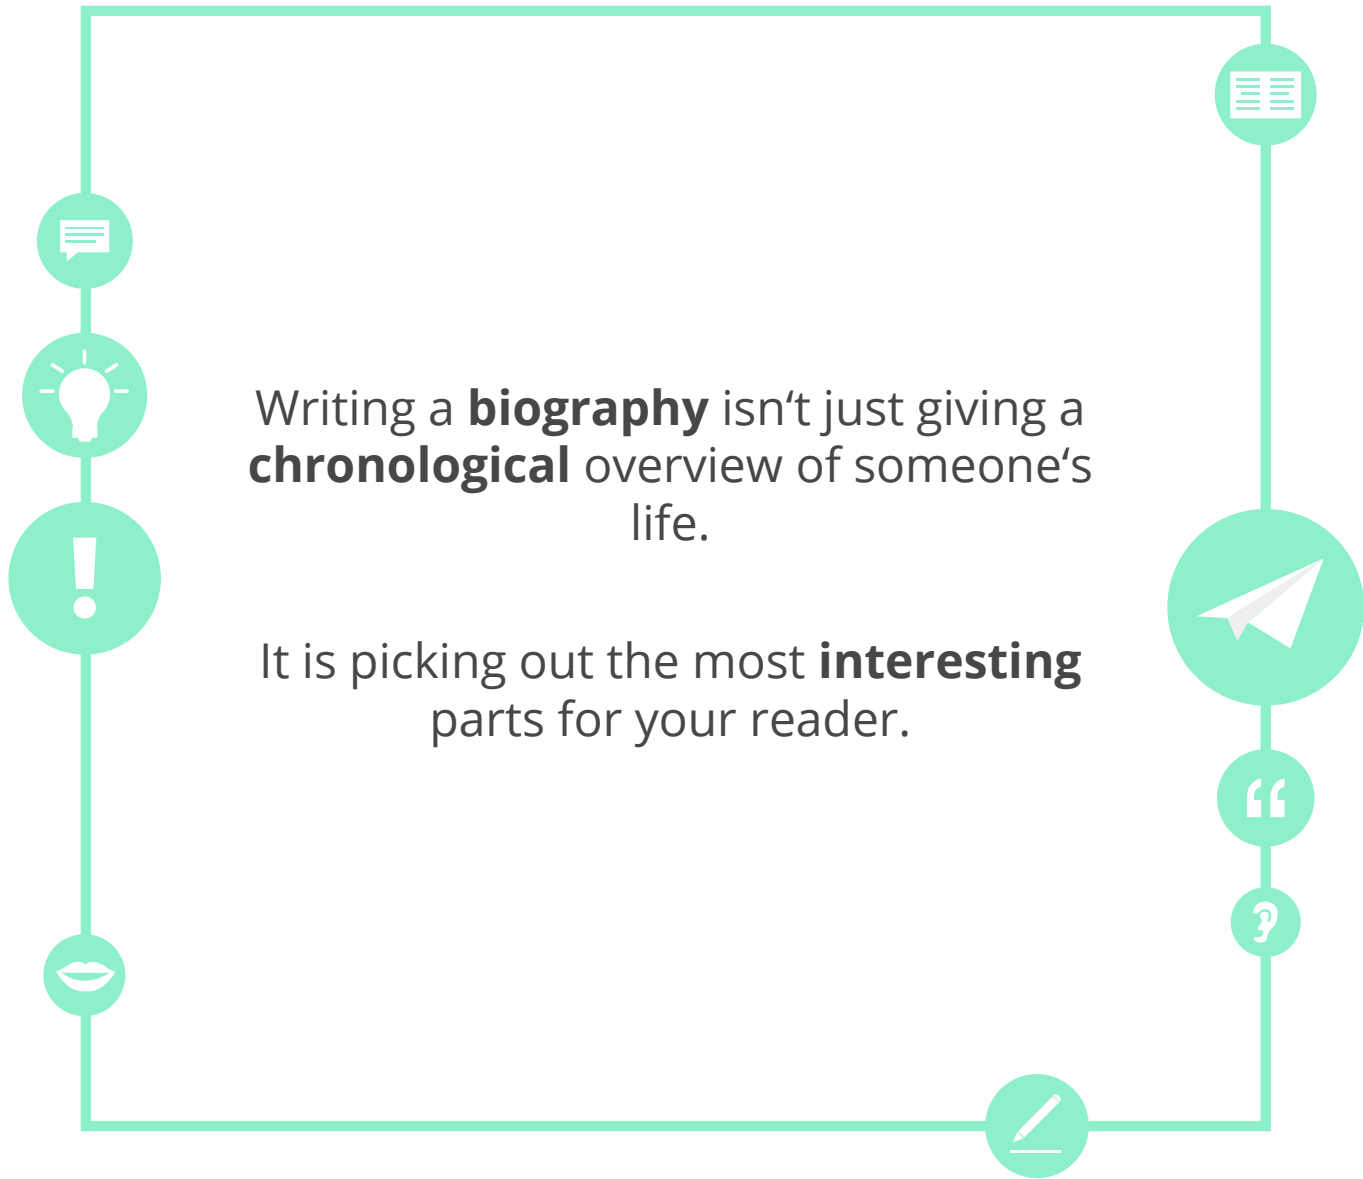 Writing a biography isn‘t just giving a
chronological overview of someone‘s
life.
It is picking out the most interesting
parts for your reader.